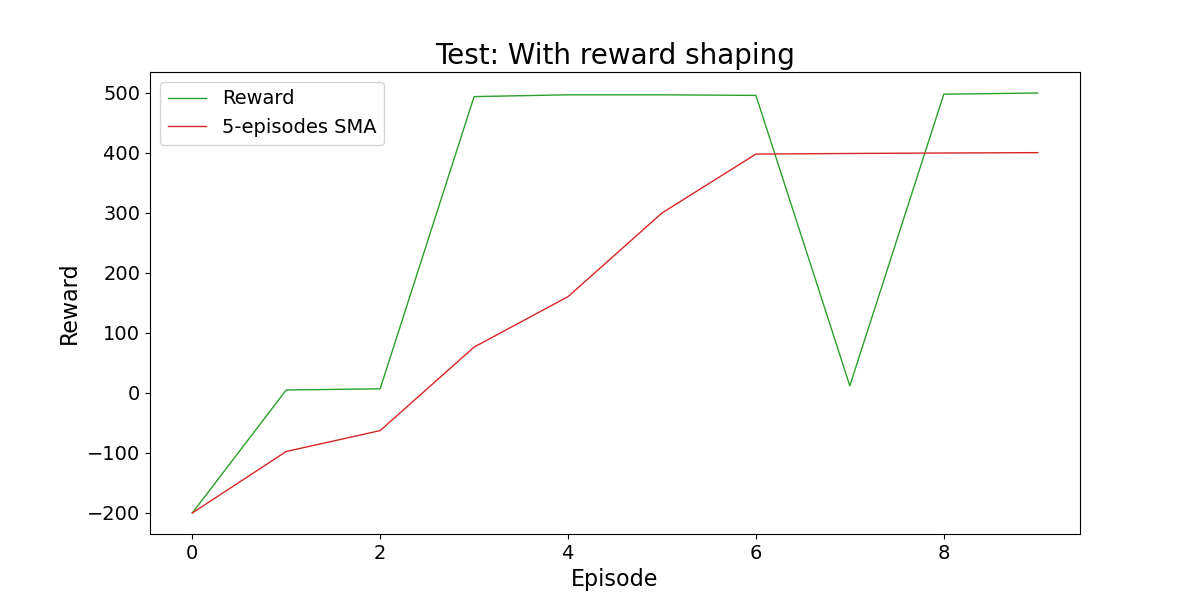 Test: With reward shaping
Reward
5-episodes SMA
500
400
300
200
100
0
−100
−200
Reward
0 2 4 6 8
Episode